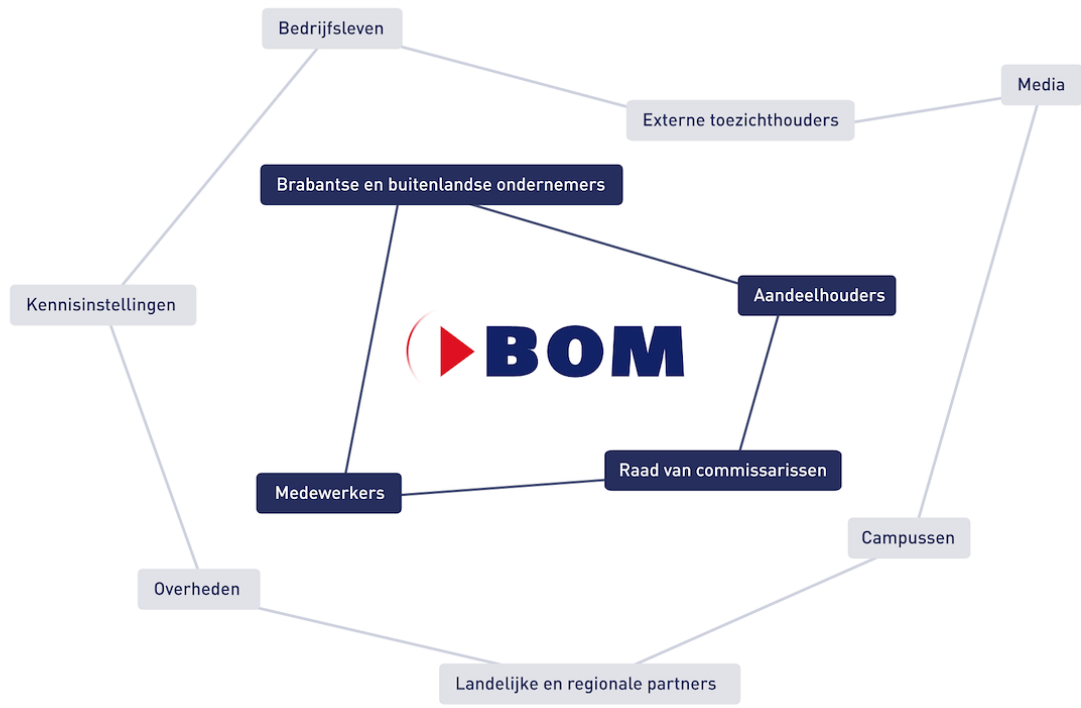 Bedrijfsleven
Media
Externe toezichthouders
Brabantse en buitenlandse ondernemers
Aandeelhouders
Kennisinstellingen
BOM
Raad van commissarissen
Medewerkers
Campussen
Overheden
Landelijke en regionale partners